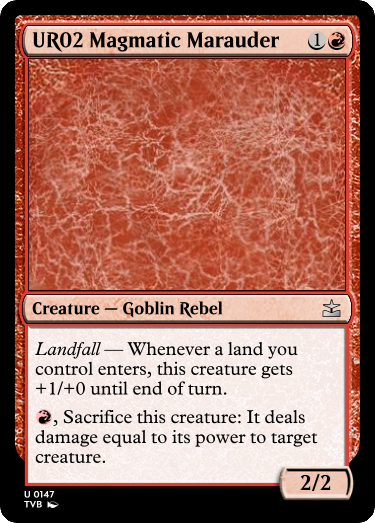 UR02 Magmatic Marauder 1
Creature — Goblin Rebel
Landfall — Whenever a land you
control enters, this creature gets
+1/+0 until end of turn.
, Sacrifice this creature: It deals
damage equal to its power to target
creature.
2/2
U 0147
TVB